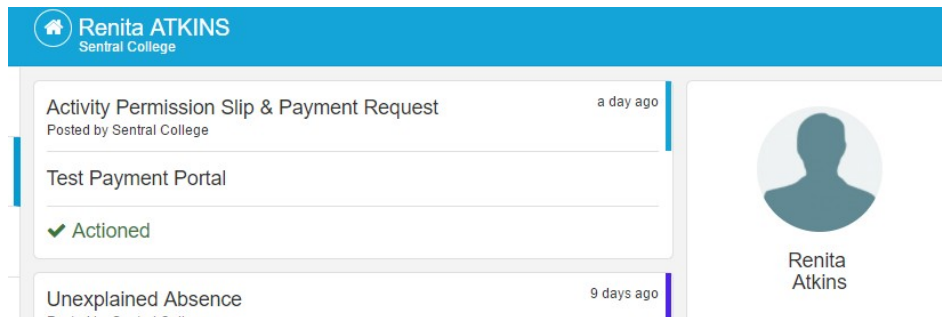 Renita ATKINS
Sentral College
Activity Permission Slip & Payment Request
a day ago
Posted by Sentral College
Test Payment Portal
Actioned
Renita
Atkins
Unexplained Absence
9 days ago